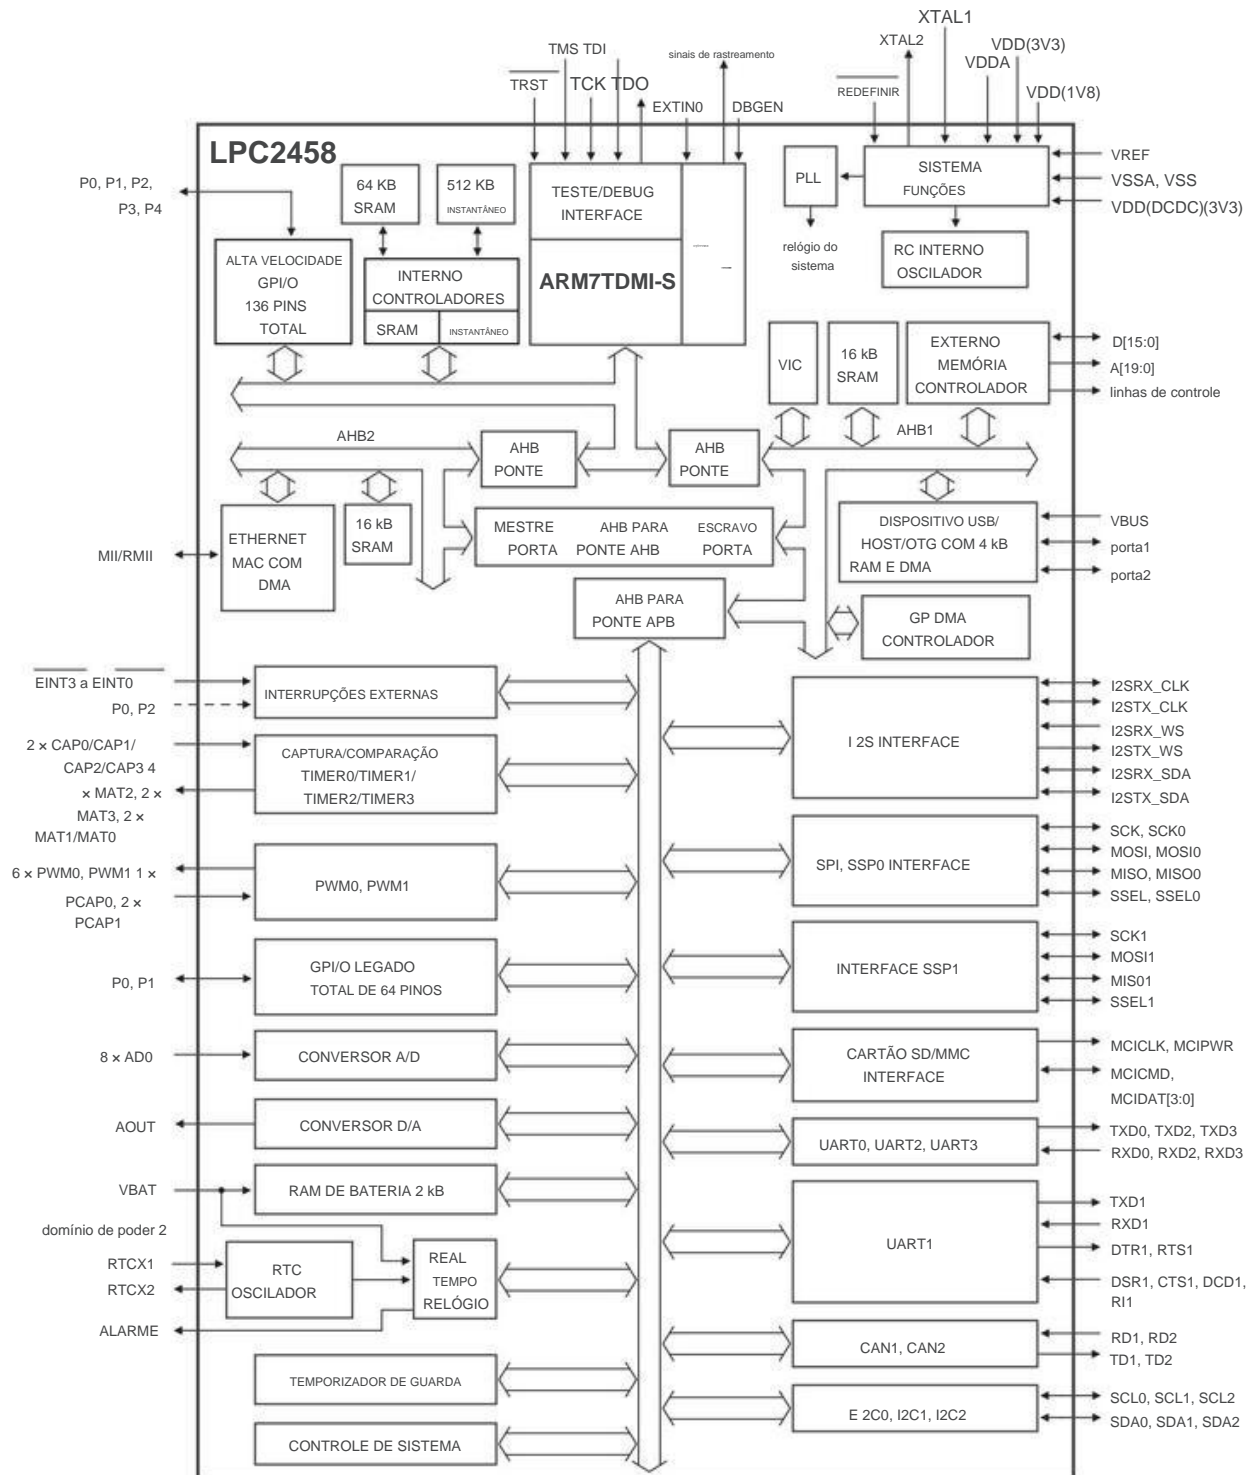 XTAL1
XTAL2
VDD(3V3)
VDDA
TMS TDI
sinais de rastreamento
TRST
TCK TDO
REDEFINIR
VDD(1V8)
EXTIN0
DBGEN
LPC2458
P0, P1, P2,
P3, P4
64 KB
SRAM
512 KB
INSTANTÂNEO
TESTE/DEBUG
INTERFACE
PLL
SISTEMA
FUNÇÕES
VREF
VSSA, VSS
VDD(DCDC)(3V3)
relógio do
sistema
RC INTERNO
OSCILADOR
ALTA VELOCIDADE
GPI/O
136 PINS
TOTAL
INTERNO
CONTROLADORES
SRAM
INSTANTÂNEO
ARM7TDMI-S
VIC
16 kB
SRAM
EXTERNO
MEMÓRIA
CONTROLADOR
D[15:0]
A[19:0]
linhas de controle
AHB2
AHB
PONTE
AHB
PONTE
AHB1
ETHERNET
MAC COM
DMA
MII/RMII
16 kB
SRAM
MESTRE
PORTA
AHB PARA
PONTE AHB
ESCRAVO
PORTA
DISPOSITIVO USB/
HOST/OTG COM 4 kB
RAM E DMA
VBUS
porta1
porta2
AHB PARA
PONTE APB
GP DMA
CONTROLADOR
EINT3 a EINT0
P0, P2
INTERRUPÇÕES EXTERNAS
2 × CAP0/CAP1/
CAP2/CAP3 4
× MAT2, 2 ×
MAT3, 2 ×
MAT1/MAT0
CAPTURA/COMPARAÇÃO
TIMER0/TIMER1/
TIMER2/TIMER3
I 2S INTERFACE
I2SRX_CLK
I2STX_CLK
I2SRX_WS
I2STX_WS
I2SRX_SDA
I2STX_SDA
6 × PWM0, PWM1 1 ×
PCAP0, 2 ×
PCAP1
PWM0, PWM1
SPI, SSP0 INTERFACE
SCK, SCK0
MOSI, MOSI0
MISO, MISO0
SSEL, SSEL0
P0, P1
GPI/O LEGADO
TOTAL DE 64 PINOS
INTERFACE SSP1
SCK1
MOSI1
MIS01
SSEL1
8 × AD0
CONVERSOR A/D
CARTÃO SD/MMC
INTERFACE
MCICLK, MCIPWR
MCICMD,
MCIDAT[3:0]
AOUT
CONVERSOR D/A
UART0, UART2, UART3
TXD0, TXD2, TXD3
RXD0, RXD2, RXD3
VBAT
RAM DE BATERIA 2 kB
domínio de poder 2
RTCX1
RTCX2
RTC
OSCILADOR
REAL
TEMPO
RELÓGIO
ALARME
UART1
TXD1
RXD1
DTR1, RTS1
DSR1, CTS1, DCD1,
RI1
CAN1, CAN2
RD1, RD2
TD1, TD2
TEMPORIZADOR DE GUARDA
E 2C0, I2C1, I2C2
SCL0, SCL1, SCL2
SDA0, SDA1, SDA2
CONTROLE DE SISTEMA